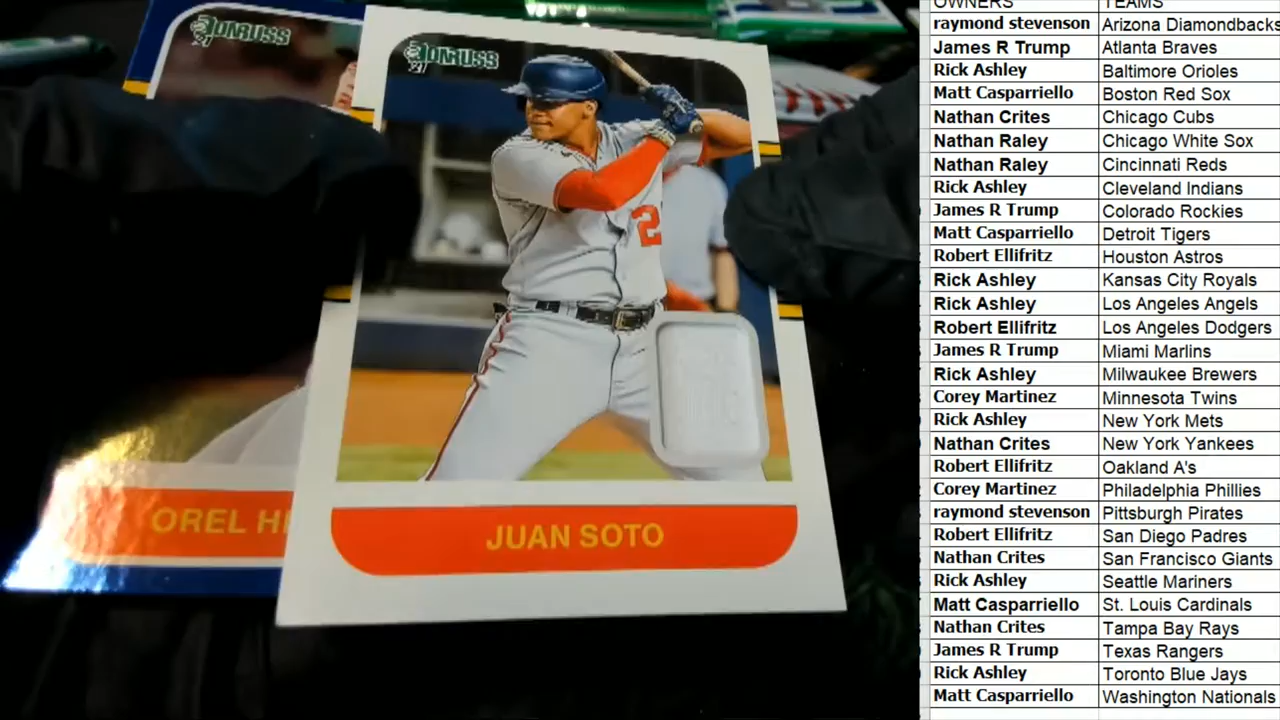 DONRUSS
21
DONRUSS
21
2
OREL H
JUAN SOTO
OWNERS TEAMS
raymond stevenson Arizona Diamondbacks
James R Trump Atlanta Braves
Rick Ashley Baltimore Orioles
Matt Casparriello Boston Red Sox
Nathan Crites Chicago Cubs
Nathan Raley Chicago White Sox
Nathan Raley Cincinnati Reds
Rick Ashley Cleveland Indians
James R Trump Colorado Rockies
Matt Casparriello Detroit Tigers
Robert Ellifritz Houston Astros
Rick Ashley Kansas City Royals
Rick Ashley Los Angeles Angels
Robert Ellifritz Los Angeles Dodgers
James R Trump Miami Marlins
Rick Ashley Milwaukee Brewers
Corey Martinez Minnesota Twins
Rick Ashley New York Mets
Nathan Crites New York Yankees
Robert Ellifritz Oakland A's
Corey Martinez Philadelphia Phillies
raymond stevenson Pittsburgh Pirates
Robert Ellifritz San Diego Padres
Nathan Crites San Francisco Giants
Rick Ashley Seattle Mariners
Matt Casparriello St. Louis Cardinals
Nathan Crites Tampa Bay Rays
James R Trump Texas Rangers
Rick Ashley Toronto Blue Jays
Matt Casparriello Washington Nationals